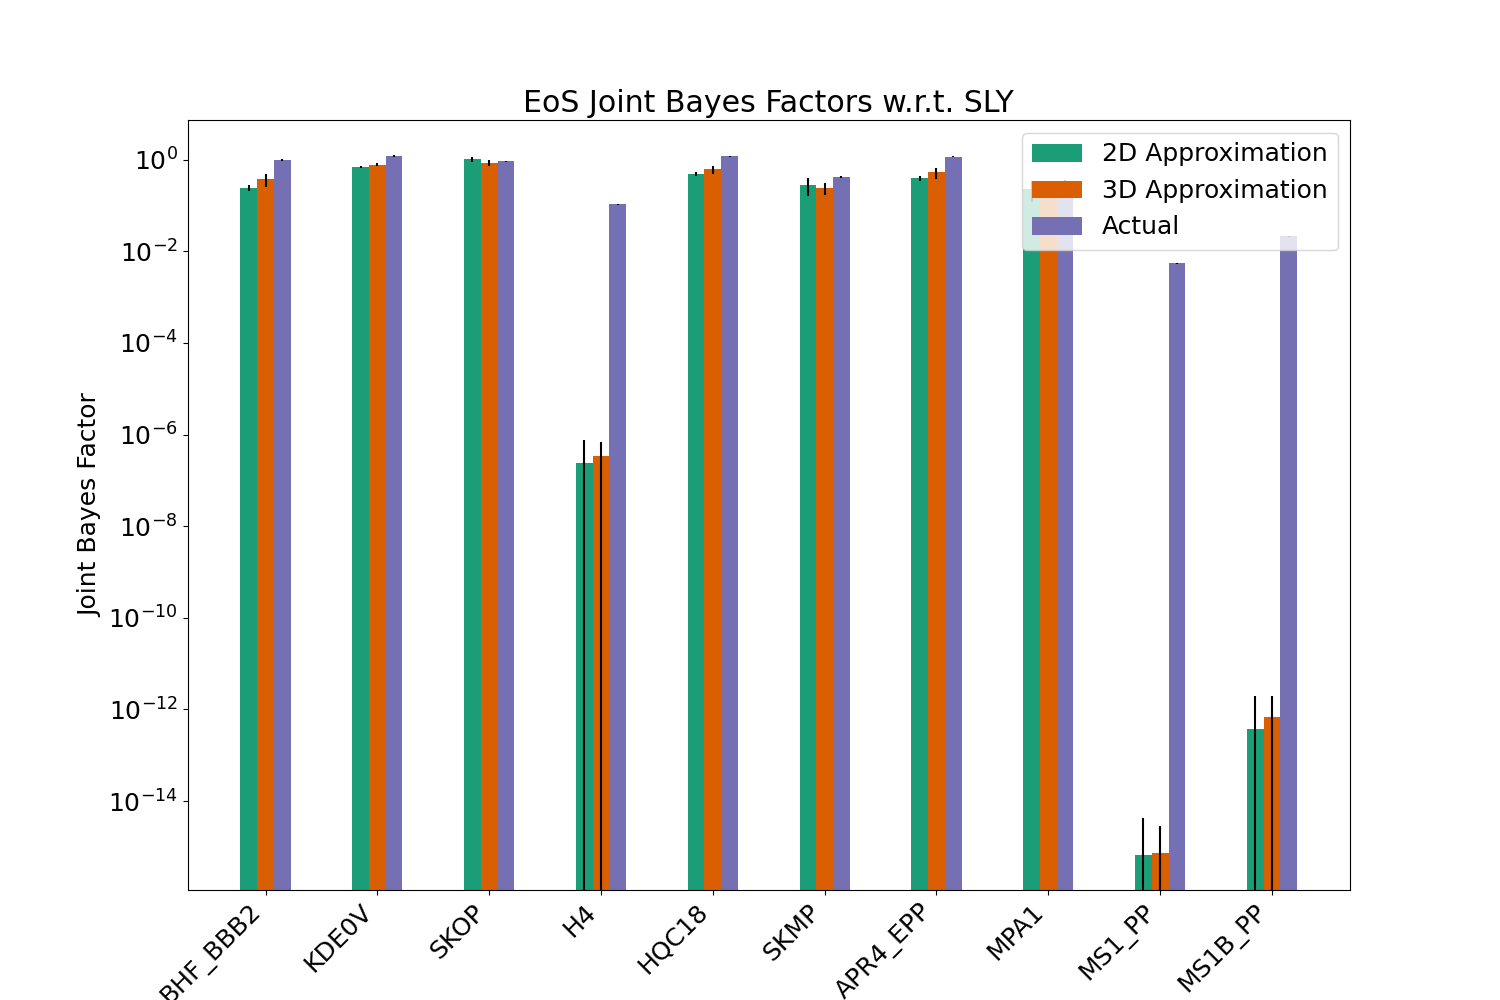 EoS Joint Bayes Factors w.r.t. SLY
2D Approximation
3D Approximation
Actual
Joint Bayes Factor
10^0
10^−2
10^−4
10^−6
10^−8
10^−10
10^−12
10^−14
BHF_BBB2
KDE0V
SKOP
H4
HQC18
SKMP
APR4_EPP
MPA1
MS1_PP
MS1B_PP